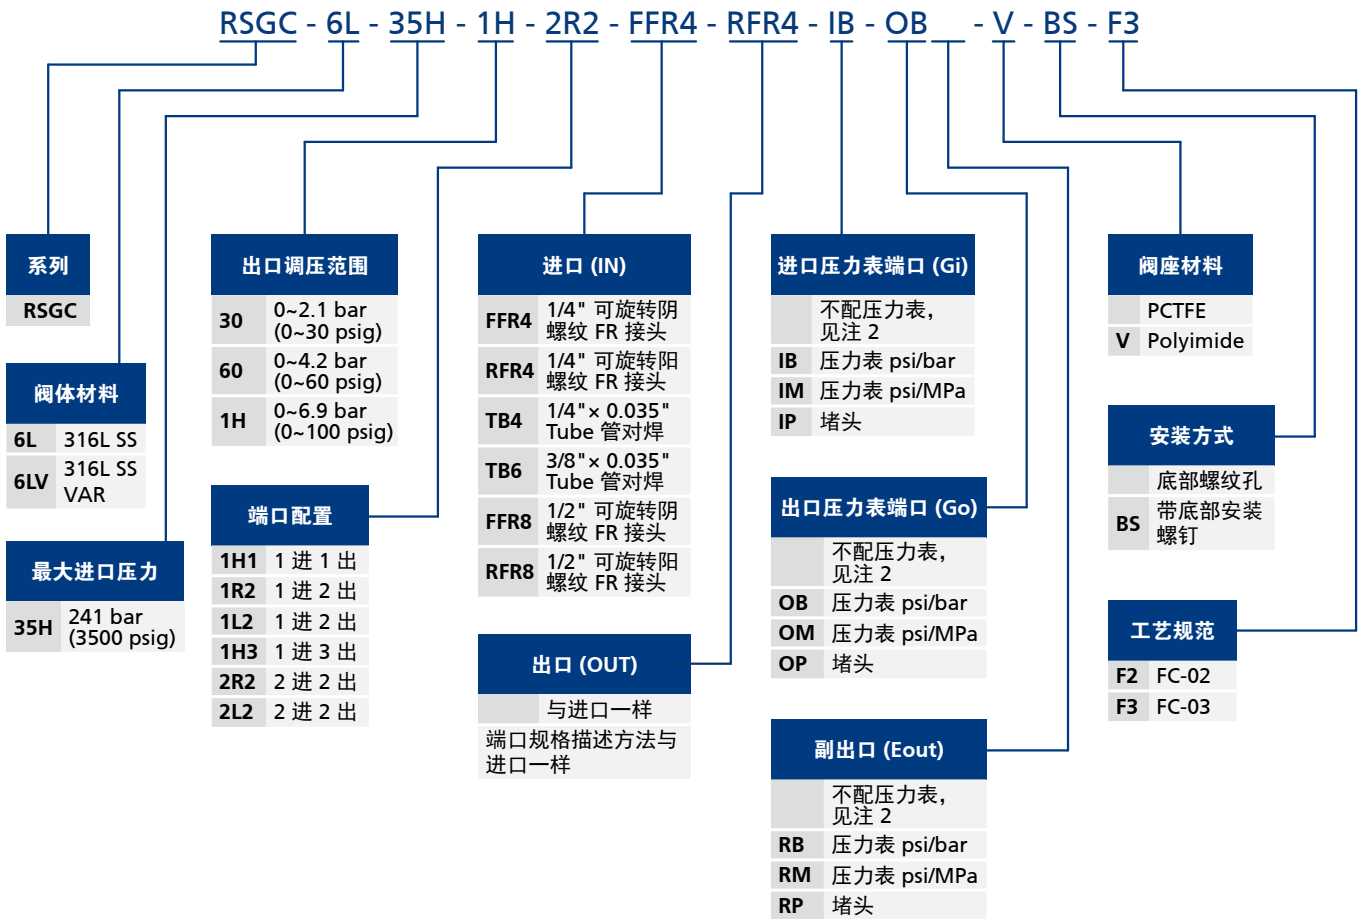 RSGC - 6L - 35H - 1H - 2R2 - FFR4 - RFR4 - IB - OB - V - BS - F3
系列
RSGC
阀体材料
6L 316L SS
6LV 316L SS
VAR
最大进口压力
35H 241 bar
(3500 psig)
出口调压范围
30 0~2.1 bar
(0~30 psig)
60 0~4.2 bar
(0~60 psig)
1H 0~6.9 bar
(0~100 psig)
端口配置
1H1 1 进 1 出
1R2 1 进 2 出
1L2 1 进 2 出
1H3 1 进 3 出
2R2 2 进 2 出
2L2 2 进 2 出
进口 (IN)
FFR4 1/4" 可旋转阴
螺纹 FR 接头
RFR4 1/4" 可旋转阳
螺纹 FR 接头
TB4 1/4"× 0.035"
Tube 管对焊
TB6 3/8"× 0.035"
Tube 管对焊
FFR8 1/2" 可旋转阴
螺纹 FR 接头
RFR8 1/2" 可旋转阳
螺纹 FR 接头
出口 (OUT)
与进口一样
端口规格描述方法与
进口一样
进口压力表端口 (Gi)
不配压力表，
见注 2
IB 压力表 psi/bar
IM 压力表 psi/MPa
IP 堵头
出口压力表端口 (Go)
不配压力表，
见注 2
OB 压力表 psi/bar
OM 压力表 psi/MPa
OP 堵头
副出口 (Eout)
不配压力表，
见注 2
RB 压力表 psi/bar
RM 压力表 psi/MPa
RP 堵头
阀座材料
PCTFE
V Polyimide
安装方式
底部螺纹孔
BS 带底部安装
螺钉
工艺规范
F2 FC-02
F3 FC-03